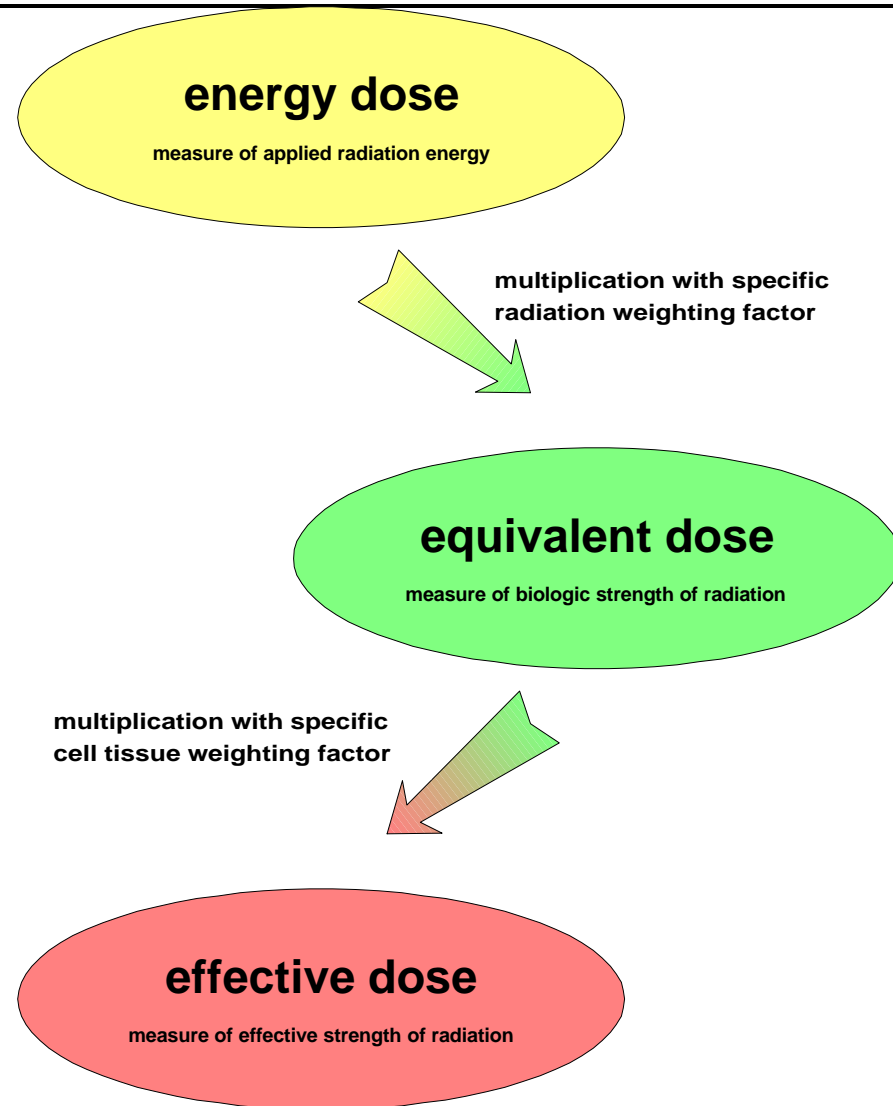 energy dose
measure of applied radiation energy
multiplication with specific
radiation weighting factor
equivalent dose
measure of biologic strength of radiation
multiplication with specific
cell tissue weighting factor
effective dose
measure of effective strength of radiation